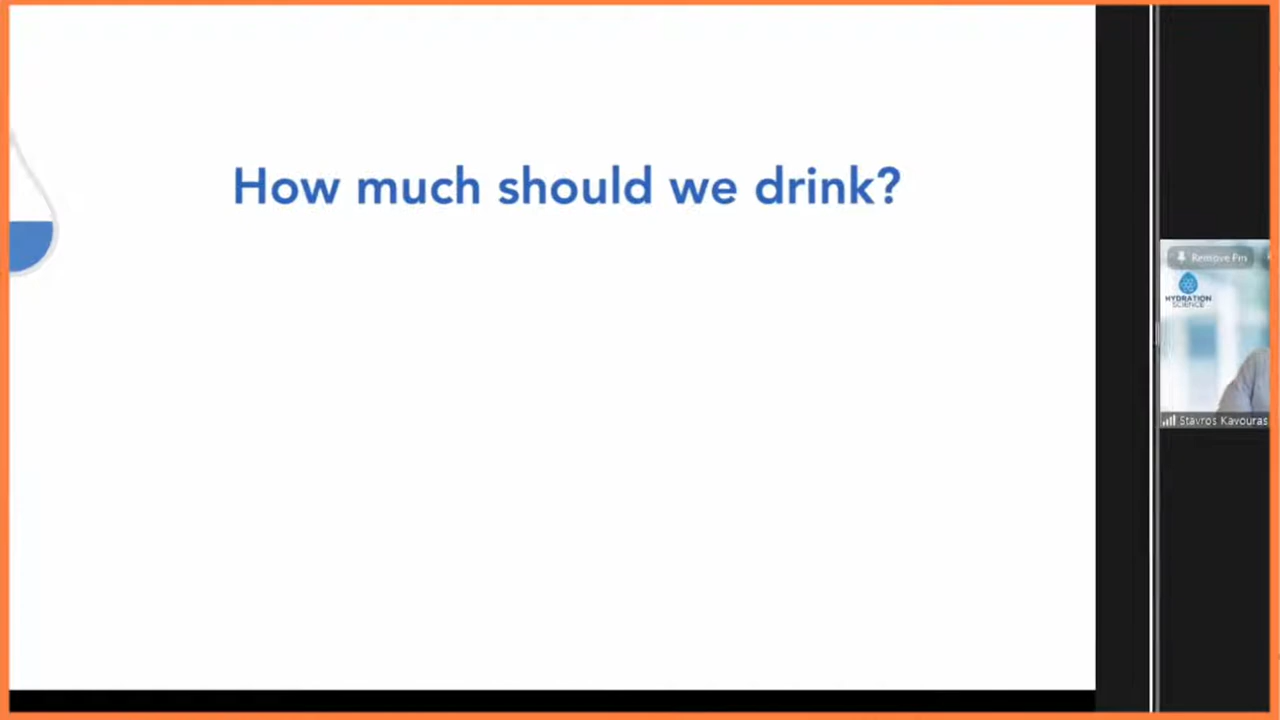 How much should we drink?
Remove Pin
HYDRATION
SCIENCE
Stavros Kavouras